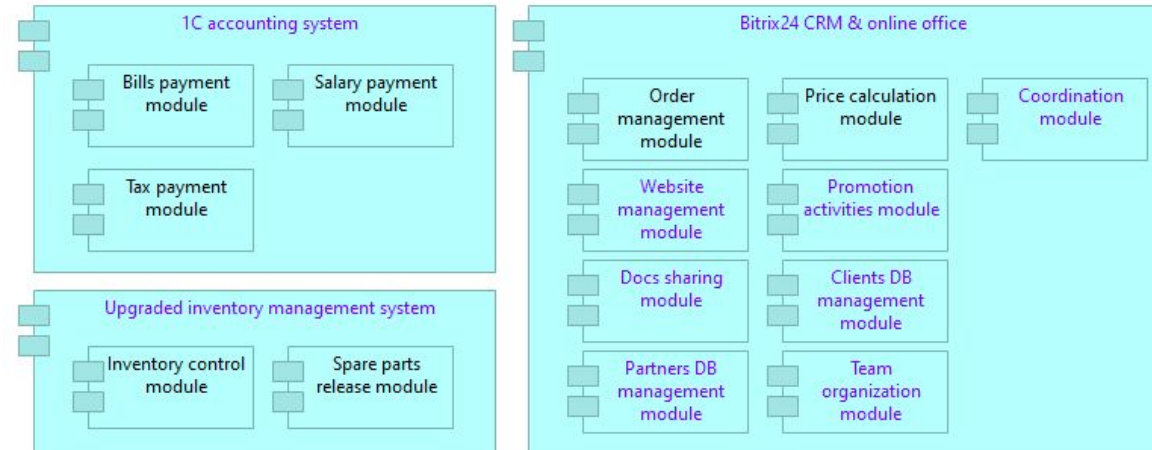 1C accounting system
Bills payment
module
Salary payment
module
Tax payment
module
Upgraded inventory management system
Inventory control
module
Spare parts
release module
Bitrix24 CRM & online office
Order
management
module
Price calculation
module
Coordination
module
Website
management
module
Promotion
activities module
Docs sharing
module
Clients DB
management
module
Partners DB
management
module
Team
organization
module